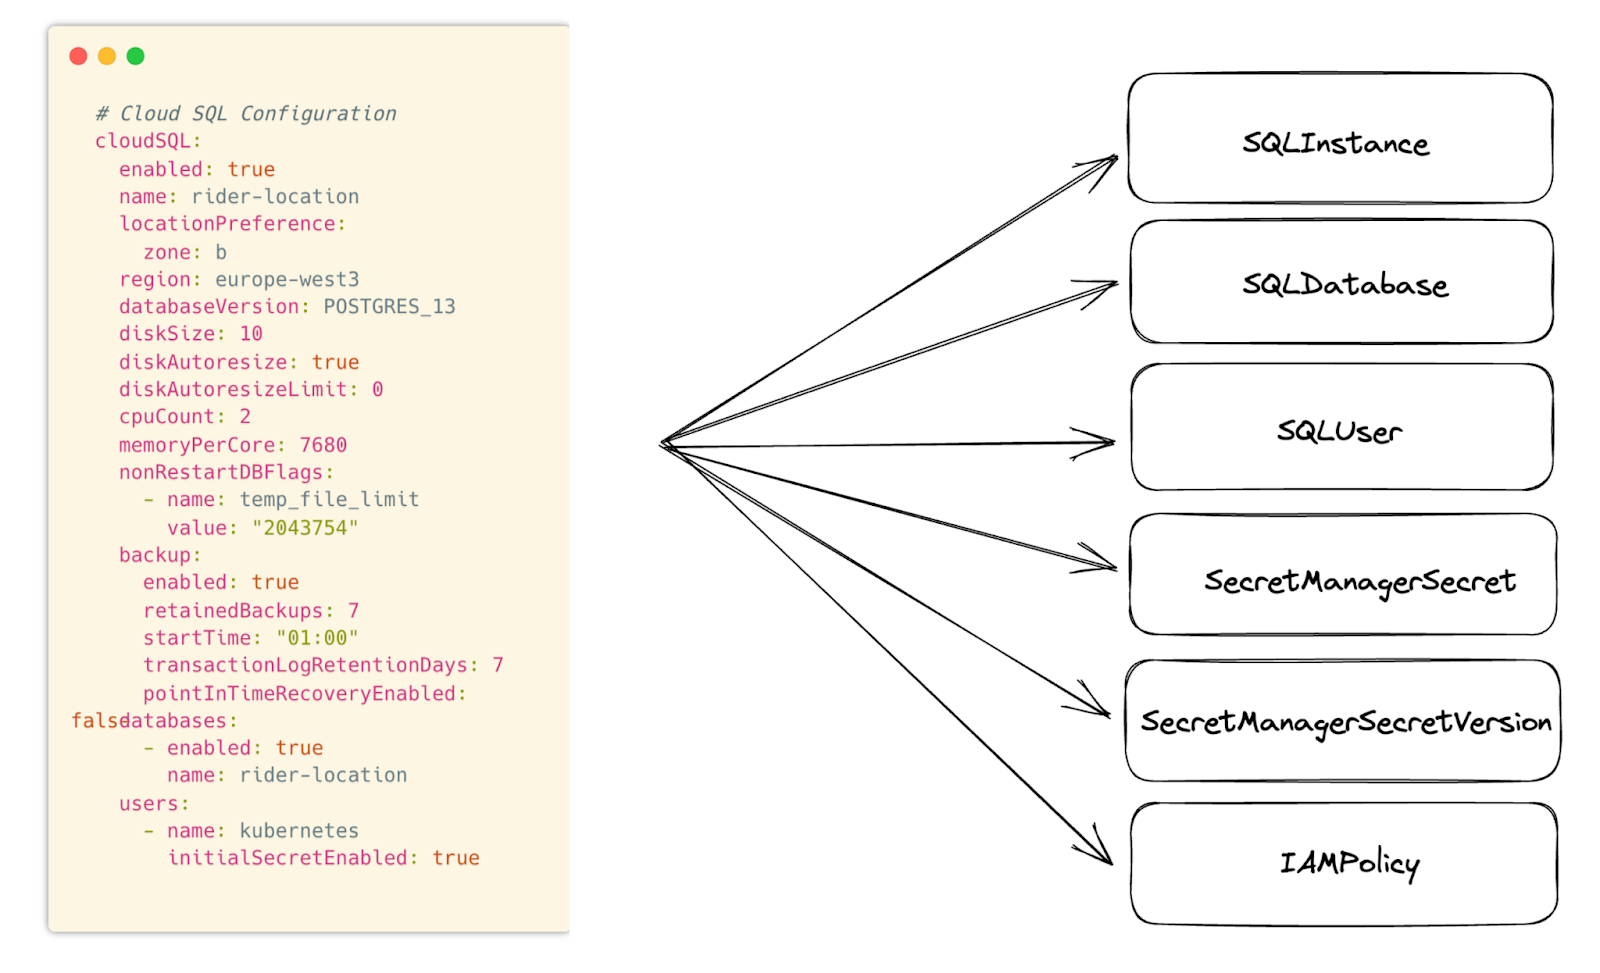 # Cloud SQL Configuration
cloudSQL:
enabled: true
name: rider-location
locationPreference:
zone: b
region: europe-west3
databaseVersion: POSTGRES_13
diskSize: 10
diskAutoresize: true
diskAutoresizeLimit: 0
cpuCount: 2
memoryPerCore: 7680
nonRestartDBFlags:
- name: temp_file_limit
value: "2043754"
backup:
enabled: true
retainedBackups: 7
startTime: "01:00"
transactionLogRetentionDays: 7
pointInTimeRecoveryEnabled:
false databases:
- enabled: true
name: rider-location
users:
- name: kubernetes
initialSecretEnabled: true
SQLInstance
SQLDatabase
SQLUser
SecretManagerSecret
SecretManagerSecretVersion
IAMPolicy